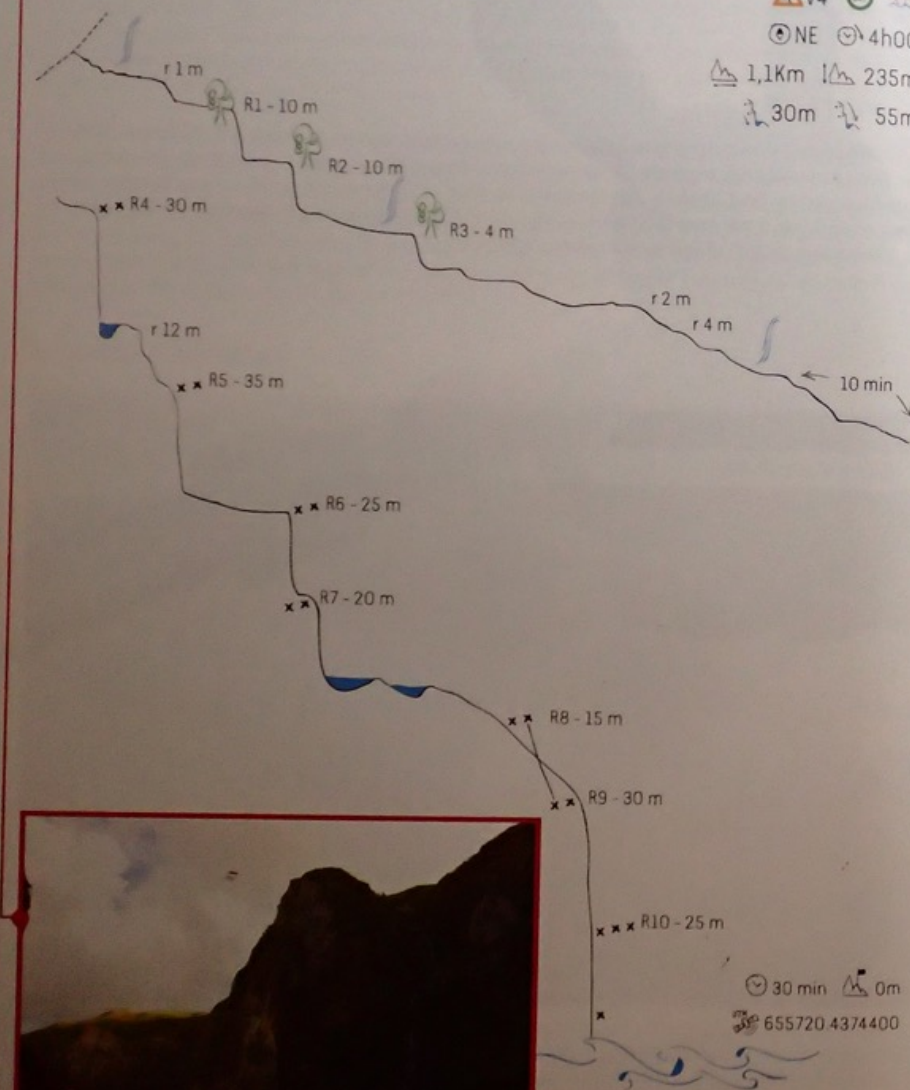 NE 4h00
1,1Km 235m
30m 55m
r 1 m
R1 - 10 m
R2 - 10 m
R4 - 30 m
R3 - 4 m
r 2 m
r 4 m
r 12 m
R5 - 35 m
10 min
R6 - 25 m
R7 - 20 m
R8 - 15 m
R9 - 30 m
R10 - 25 m
30 min 0m
655720.4374400